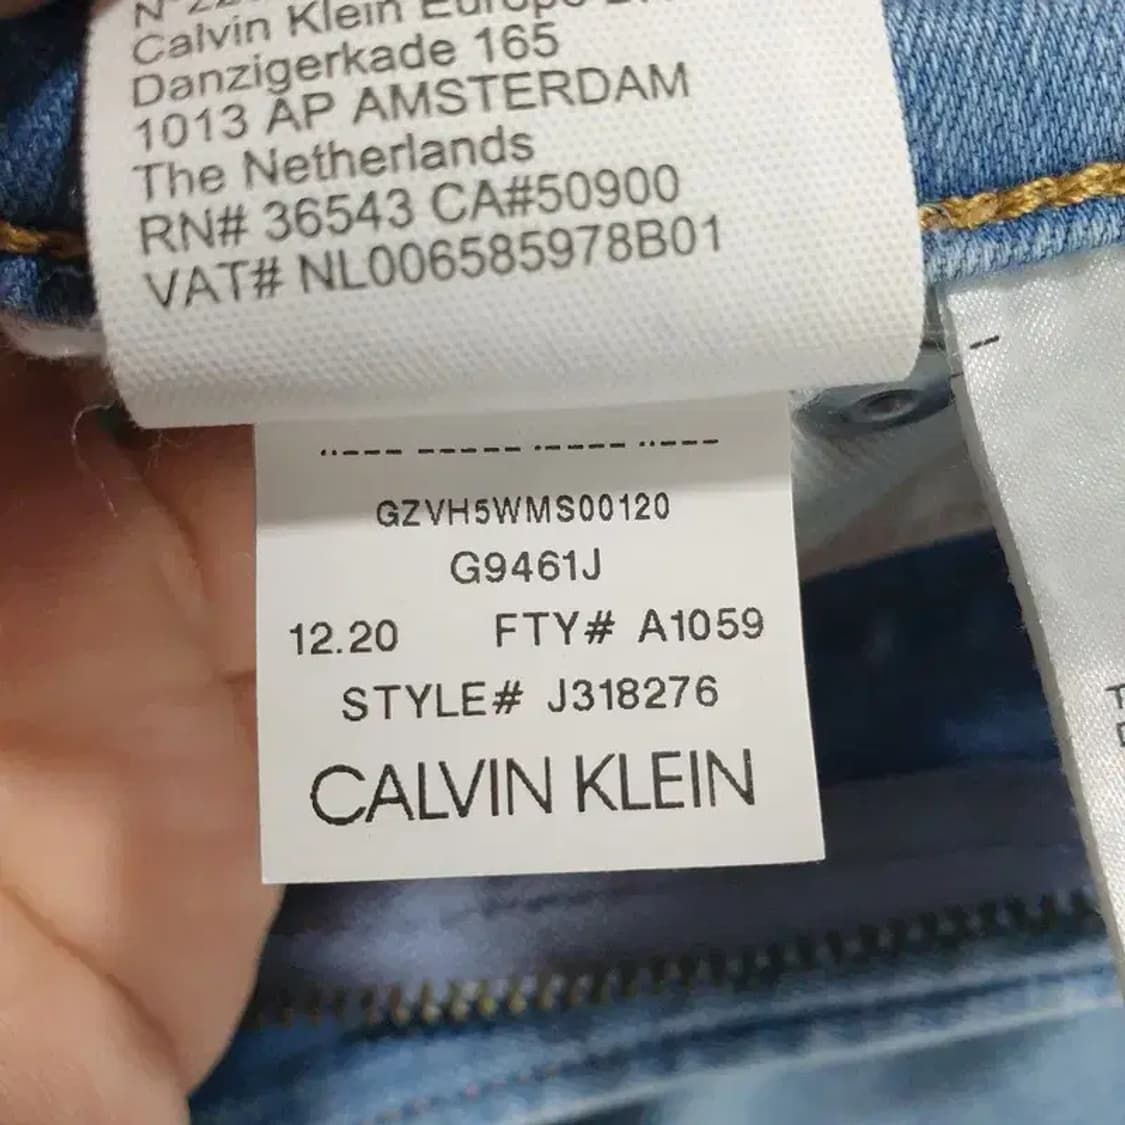 Calvin Klein Europe
Danzigerkade 165
1013 AP AMSTERDAM
The Netherlands
RN# 36543 CA#50900
VAT# NL006585978B01
GZVH5WMS00120
G9461J
12.20 FTY# A1059
STYLE# J318276
CALVIN KLEIN